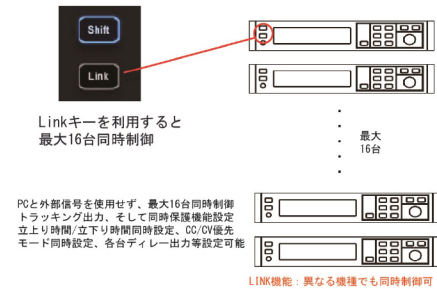 Shift
Link
Linkキーを利用すると
最大16台同時制御
最大
16台
PCと外部信号を使用せず、最大16台同時制御
トラッキング出力、そして同時保護機能設定
立上り時間/立下り時間同時設定、CC/CV優先
モード同時設定、各台ディレー出力等設定可能
LINK機能：異なる機種でも同時制御可